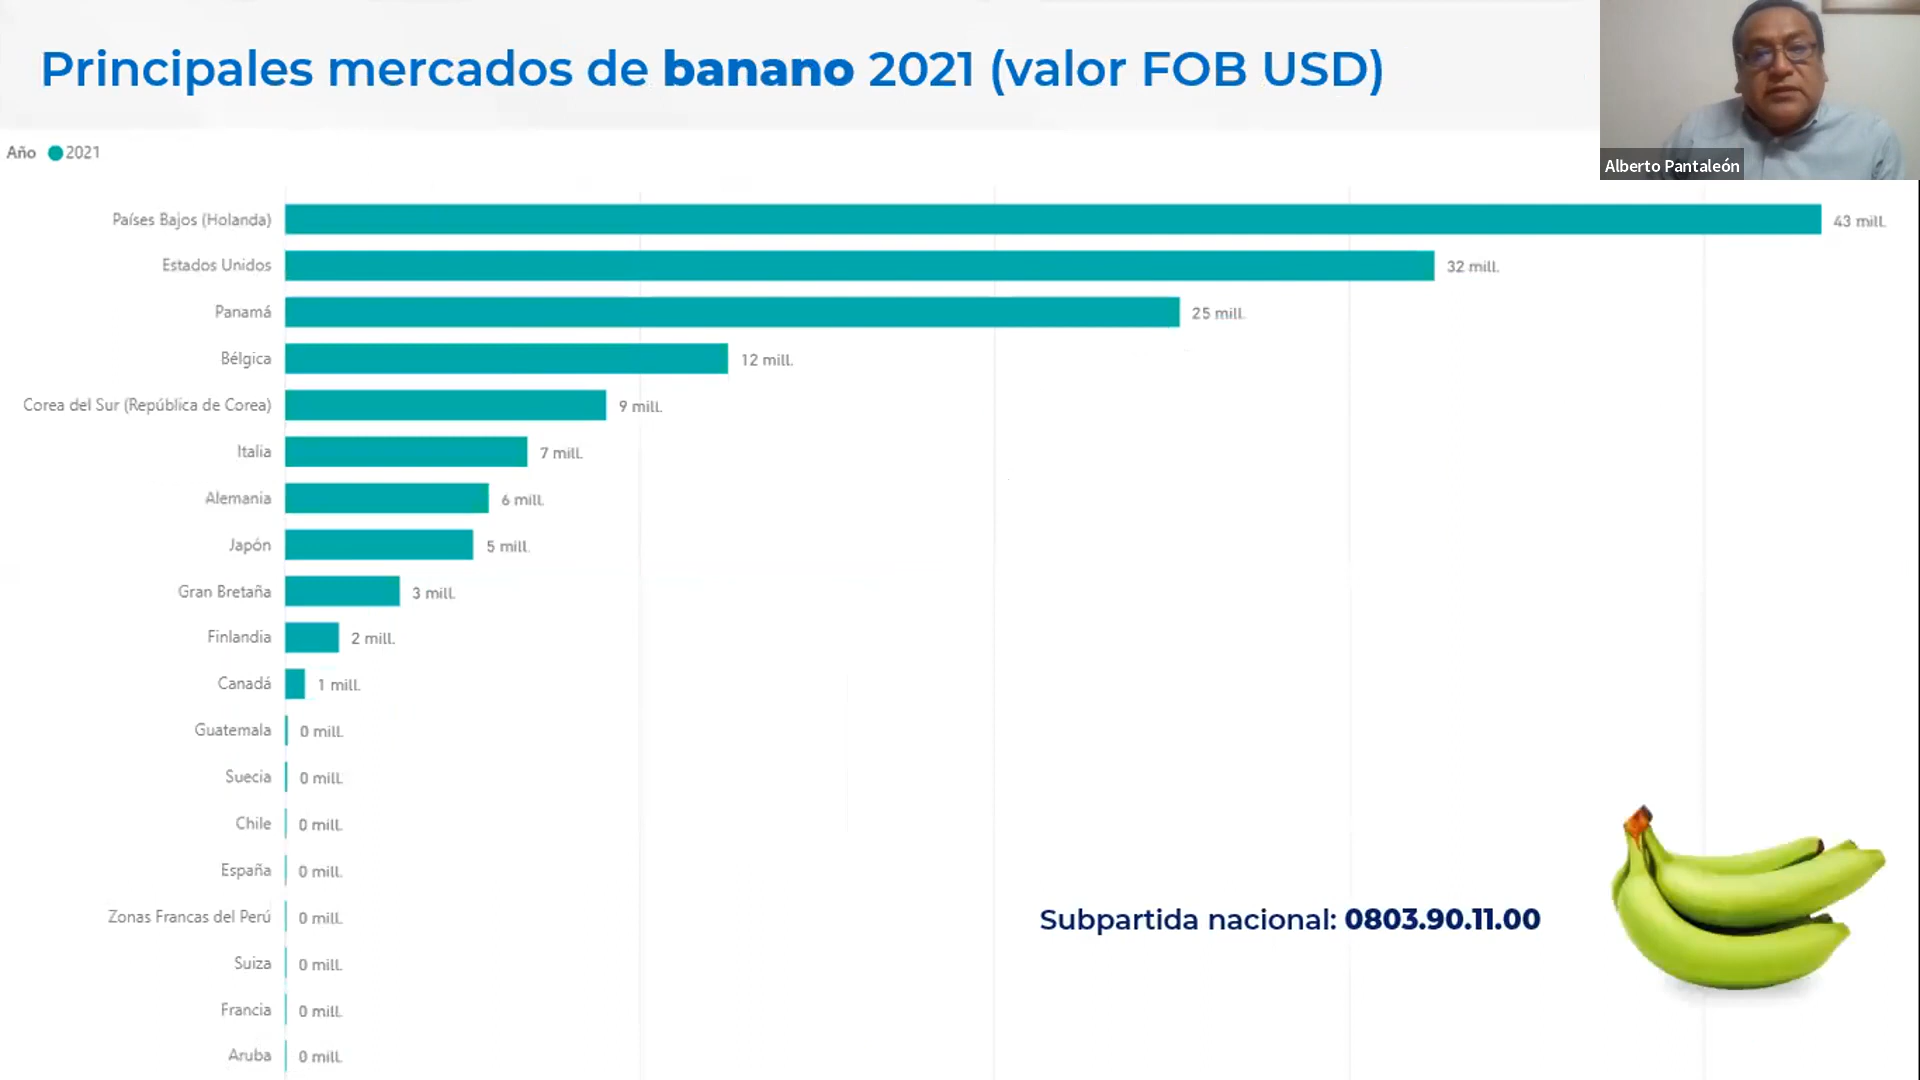 Principales mercados de banano 2021 (valor FOB USD)
Alberto Pantaleón
Año 2021
Países Bajos (Holanda) 43 mill.
Estados Unidos 32 mill.
Panamá 25 mill.
Bélgica 12 mill.
Corea del Sur (República de Corea) 9 mill.
Italia 7 mill.
Alemania 6 mill.
Japón 5 mill.
Gran Bretaña 3 mill.
Finlandia 2 mill.
Canadá 1 mill.
Guatemala 0 mill.
Suecia 0 mill.
Chile 0 mill.
España 0 mill.
Zonas Francas del Perú 0 mill.
Subpartida nacional: 0803.90.11.00
Suiza 0 mill.
Francia 0 mill.
Aruba 0 mill.